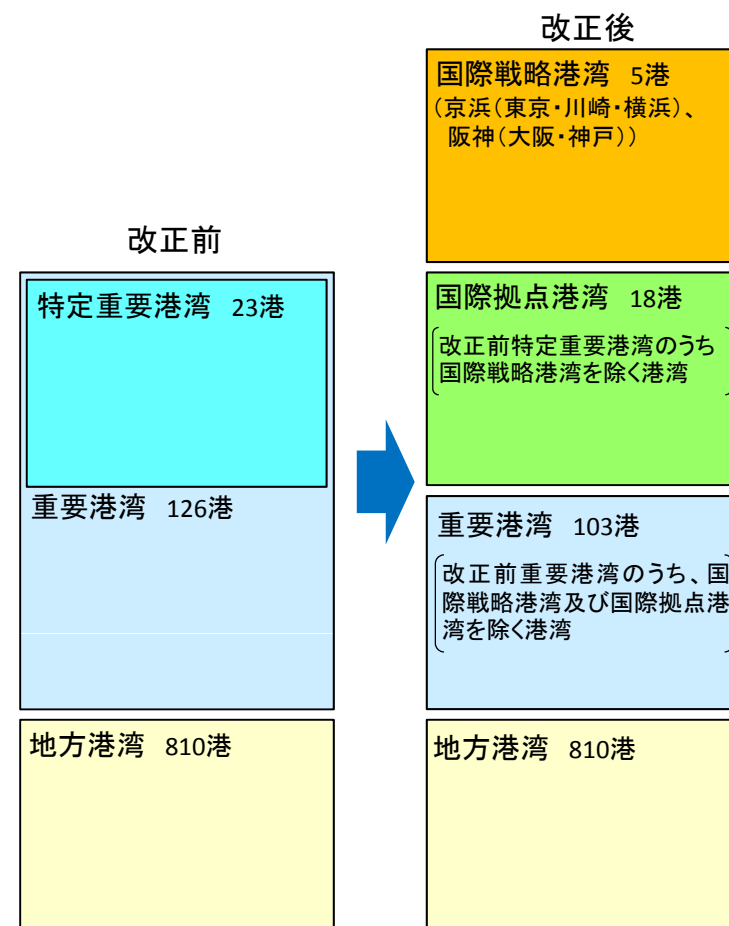 改正前
特定重要港湾 23港
重要港湾 126港
地方港湾 810港
改正後
国際戦略港湾 5港
(京浜(東京・川崎・横浜)、
阪神(大阪・神戸))
国際拠点港湾 18港
改正前特定重要港湾のうち
国際戦略港湾を除く港湾
重要港湾 103港
改正前重要港湾のうち、国
際戦略港湾及び国際拠点港
湾を除く港湾
地方港湾 810港